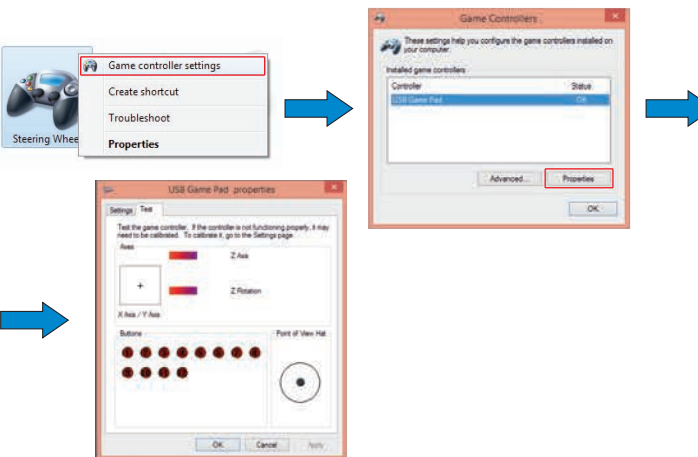 Game controller settings
Create shortcut
Troubleshoot
Properties
Steering Whee
Game Controllers
These settings help you configure the game controllers installed on
your computer.
Installed game controllers
Controller
Status
USB Game Pad
OK
Advanced...
Properties
OK
USB Game Pad properties
Settings
Test
Test the game controller. If the controller is not functioning properly, it may
need to be calibrated. To calibrate it, go to the Settings page.
Axes
Z Axis
Z Rotation
X Axis / Y Axis
Buttons
Point of View Hat
OK
Cancel
Apply